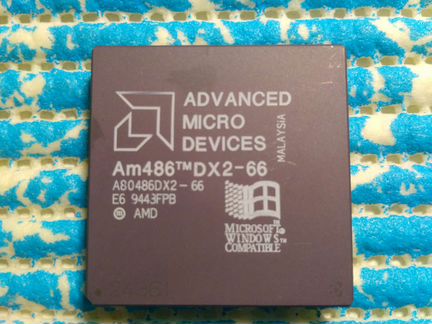 ADVANCED
MICRO
DEVICES
MALAYSIA
Am486™DX2-66
A80486DX2-66
E6 9443FPB
Ⓜ AMD
MICROSOFT
WINDOWS™
COMPATIBLE